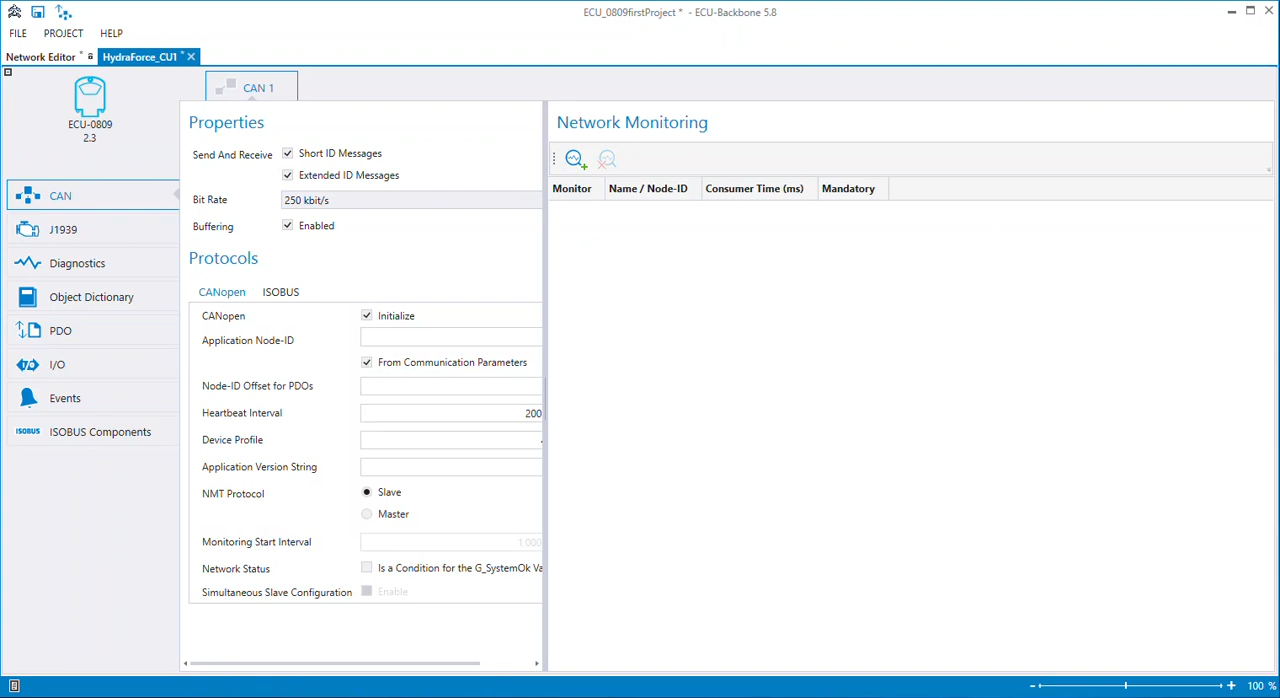 ECU_0809firstProject * - ECU-Backbone 5.8
FILE PROJECT HELP
Network Editor * HydraForce_CU1 *
ECU-0809
2.3
CAN
J1939
Diagnostics
Object Dictionary
PDO
I/O
Events
ISOBUS ISOBUS Components
CAN 1
Properties
Send And Receive Short ID Messages
Extended ID Messages
Bit Rate 250 kbit/s
Buffering Enabled
Protocols
CANopen ISOBUS
CANopen Initialize
Application Node-ID
From Communication Parameters
Node-ID Offset for PDOs
Heartbeat Interval 200
Device Profile
Application Version String
NMT Protocol Slave
Master
Monitoring Start Interval 1 000
Network Status Is a Condition for the G_SystemOk Va
Simultaneous Slave Configuration Enable
Network Monitoring
Monitor Name / Node-ID Consumer Time (ms) Mandatory
100 %